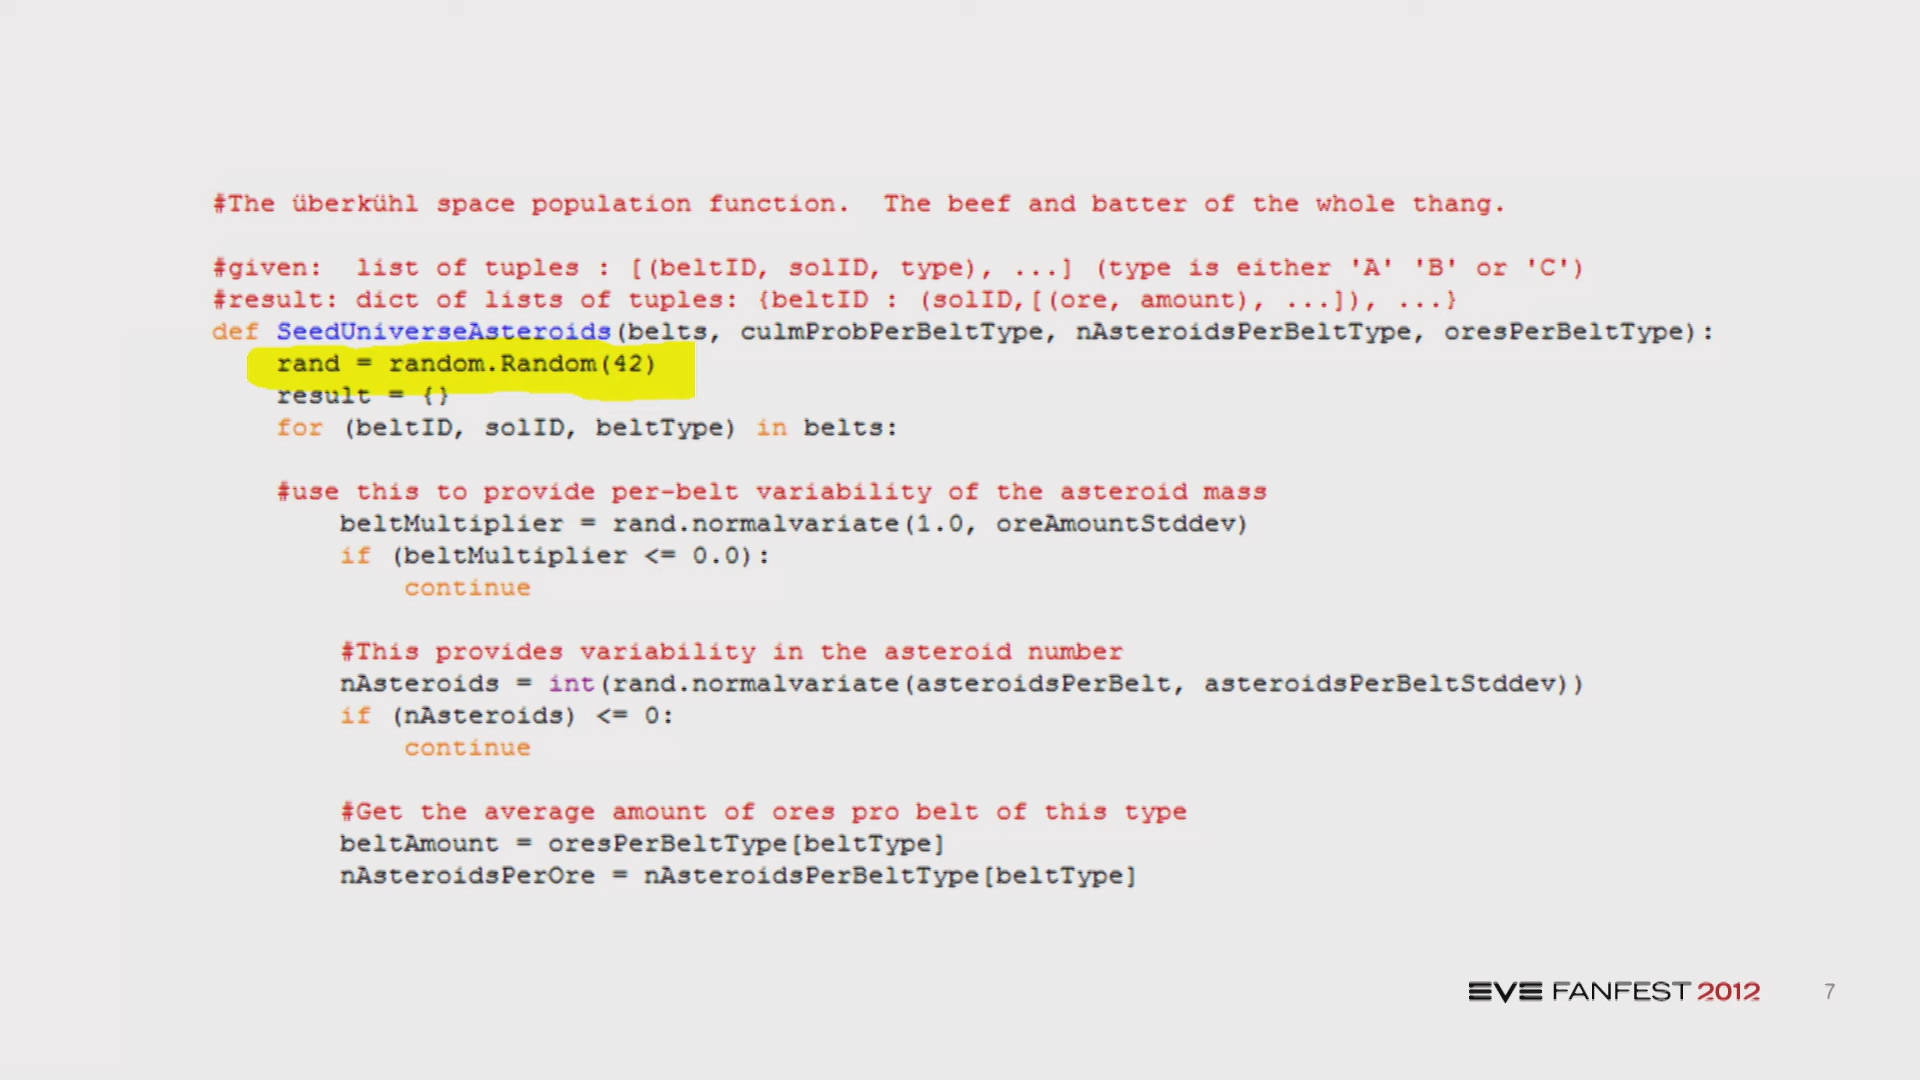 #The überkühl space population function.  The beef and batter of the whole thang.
#given:  list of tuples : [(beltID, solID, type), ...] (type is either 'A' 'B' or 'C')
#result: dict of lists of tuples: {beltID : (solID,[(ore, amount), ...]), ...}
def SeedUniverseAsteroids(belts, culmProbPerBeltType, nAsteroidsPerBeltType, oresPerBeltType):
    rand = random.Random(42)
    result = {}
    for (beltID, solID, beltType) in belts:
    #use this to provide per-belt variability of the asteroid mass
        beltMultiplier = rand.normalvariate(1.0, oreAmountStddev)
        if (beltMultiplier <= 0.0):
            continue
        #This provides variability in the asteroid number
        nAsteroids = int(rand.normalvariate(asteroidsPerBelt, asteroidsPerBeltStddev))
        if (nAsteroids) <= 0:
            continue
        #Get the average amount of ores pro belt of this type
        beltAmount = oresPerBeltType[beltType]
        nAsteroidsPerOre = nAsteroidsPerBeltType[beltType]
EVE FANFEST 2012 7